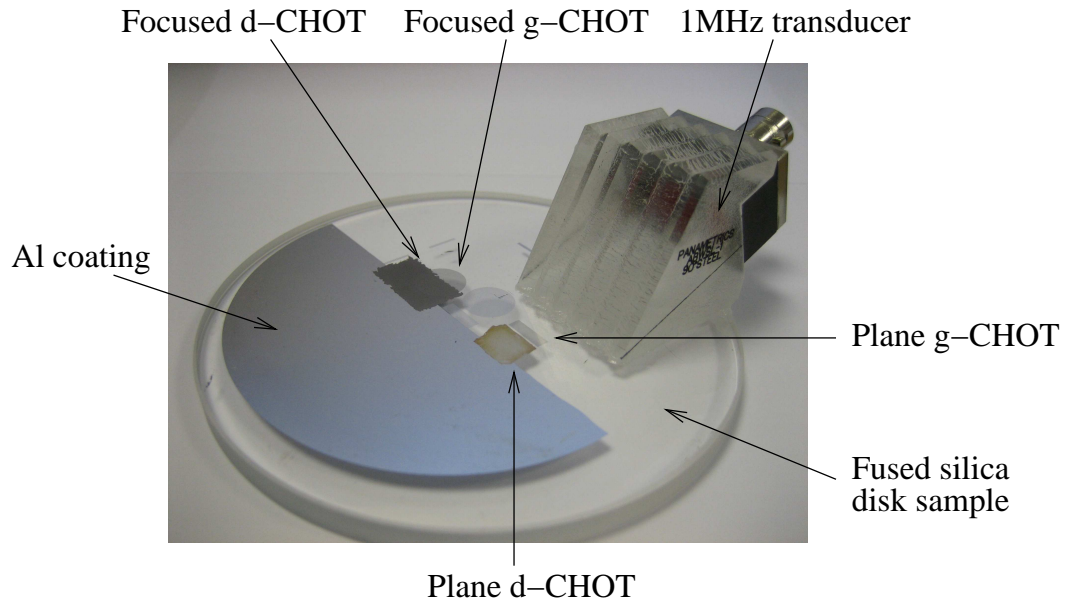 Focused d–CHOT
Focused g–CHOT
1MHz transducer
Al coating
PANAMETRICS
90°STEEL
Plane g–CHOT
Fused silica
disk sample
Plane d–CHOT